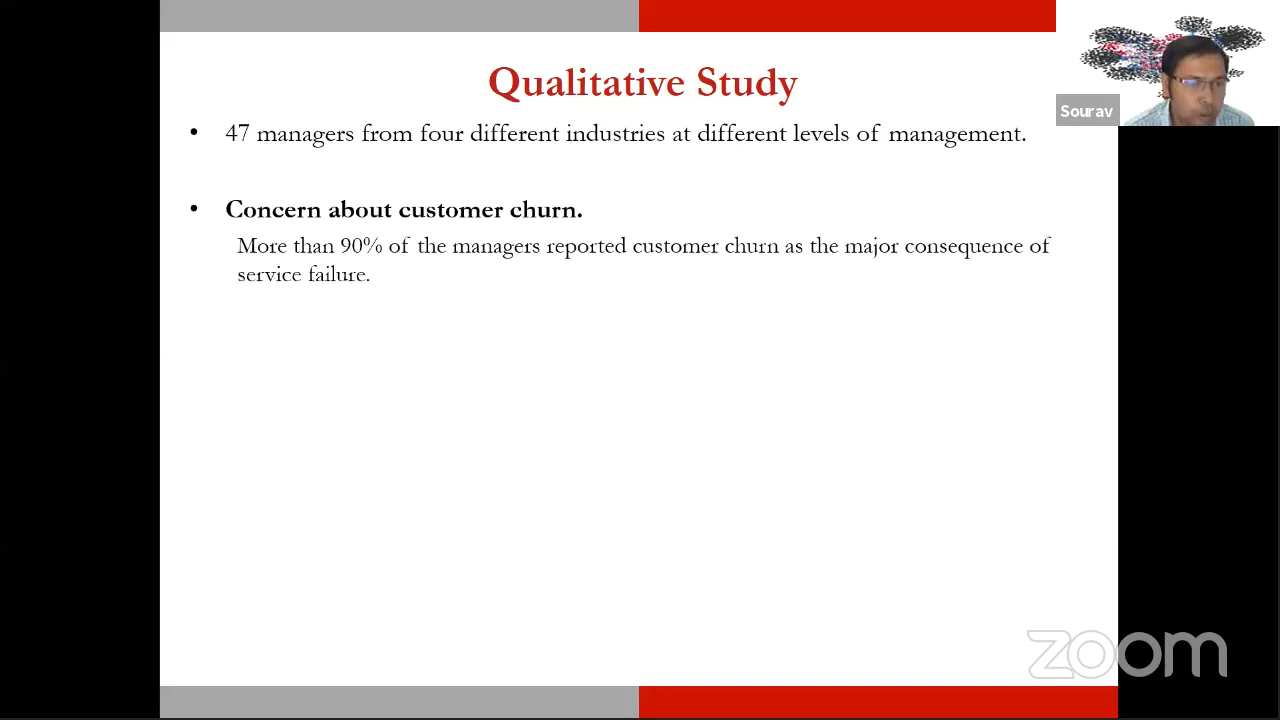 Qualitative Study
• 47 managers from four different industries at different levels of management.
• Concern about customer churn.
More than 90% of the managers reported customer churn as the major consequence of
service failure.
Sourav
zoom